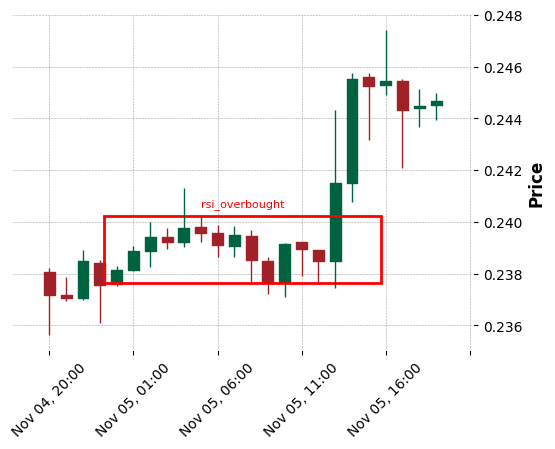 0.248
0.246
0.244
0.242
0.240
0.238
0.236
Price
rsi_overbought
Nov 04, 20:00
Nov 05, 01:00
Nov 05, 06:00
Nov 05, 11:00
Nov 05, 16:00